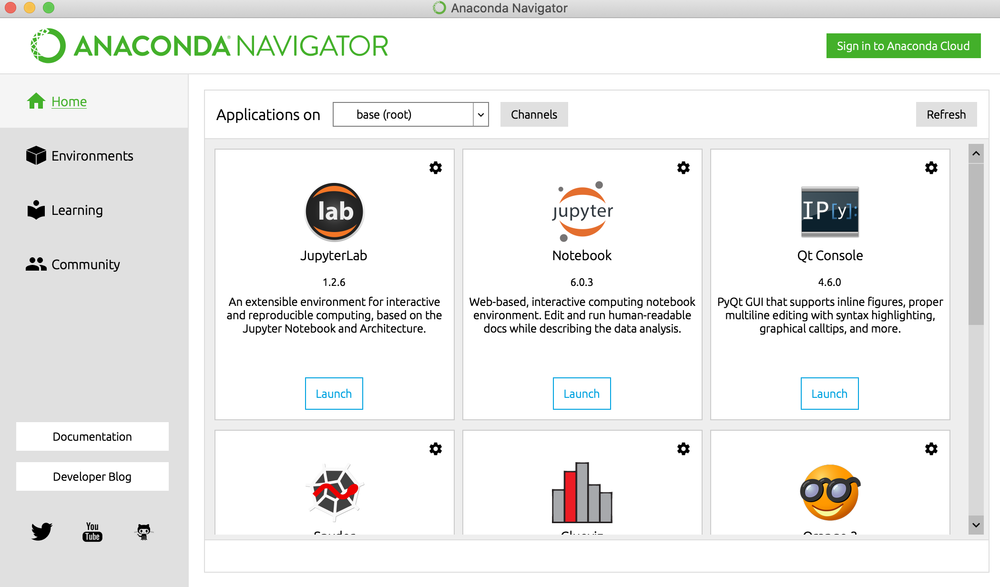 Anaconda Navigator
ANACONDA® NAVIGATOR
Sign in to Anaconda Cloud
Home
Environments
Learning
Community
Documentation
Developer Blog
You
Tube
Applications on
base (root)
Channels
Refresh
lab
JupyterLab
1.2.6
An extensible environment for interactive
and reproducible computing, based on the
Jupyter Notebook and Architecture.
Launch
jupyter
Notebook
6.0.3
Web-based, interactive computing notebook
environment. Edit and run human-readable
docs while describing the data analysis.
Launch
IP[y]:
Qt Console
4.6.0
PyQt GUI that supports inline figures, proper
multiline editing with syntax highlighting,
graphical calltips, and more.
Launch
Spyder
Glueviz
Orange 3